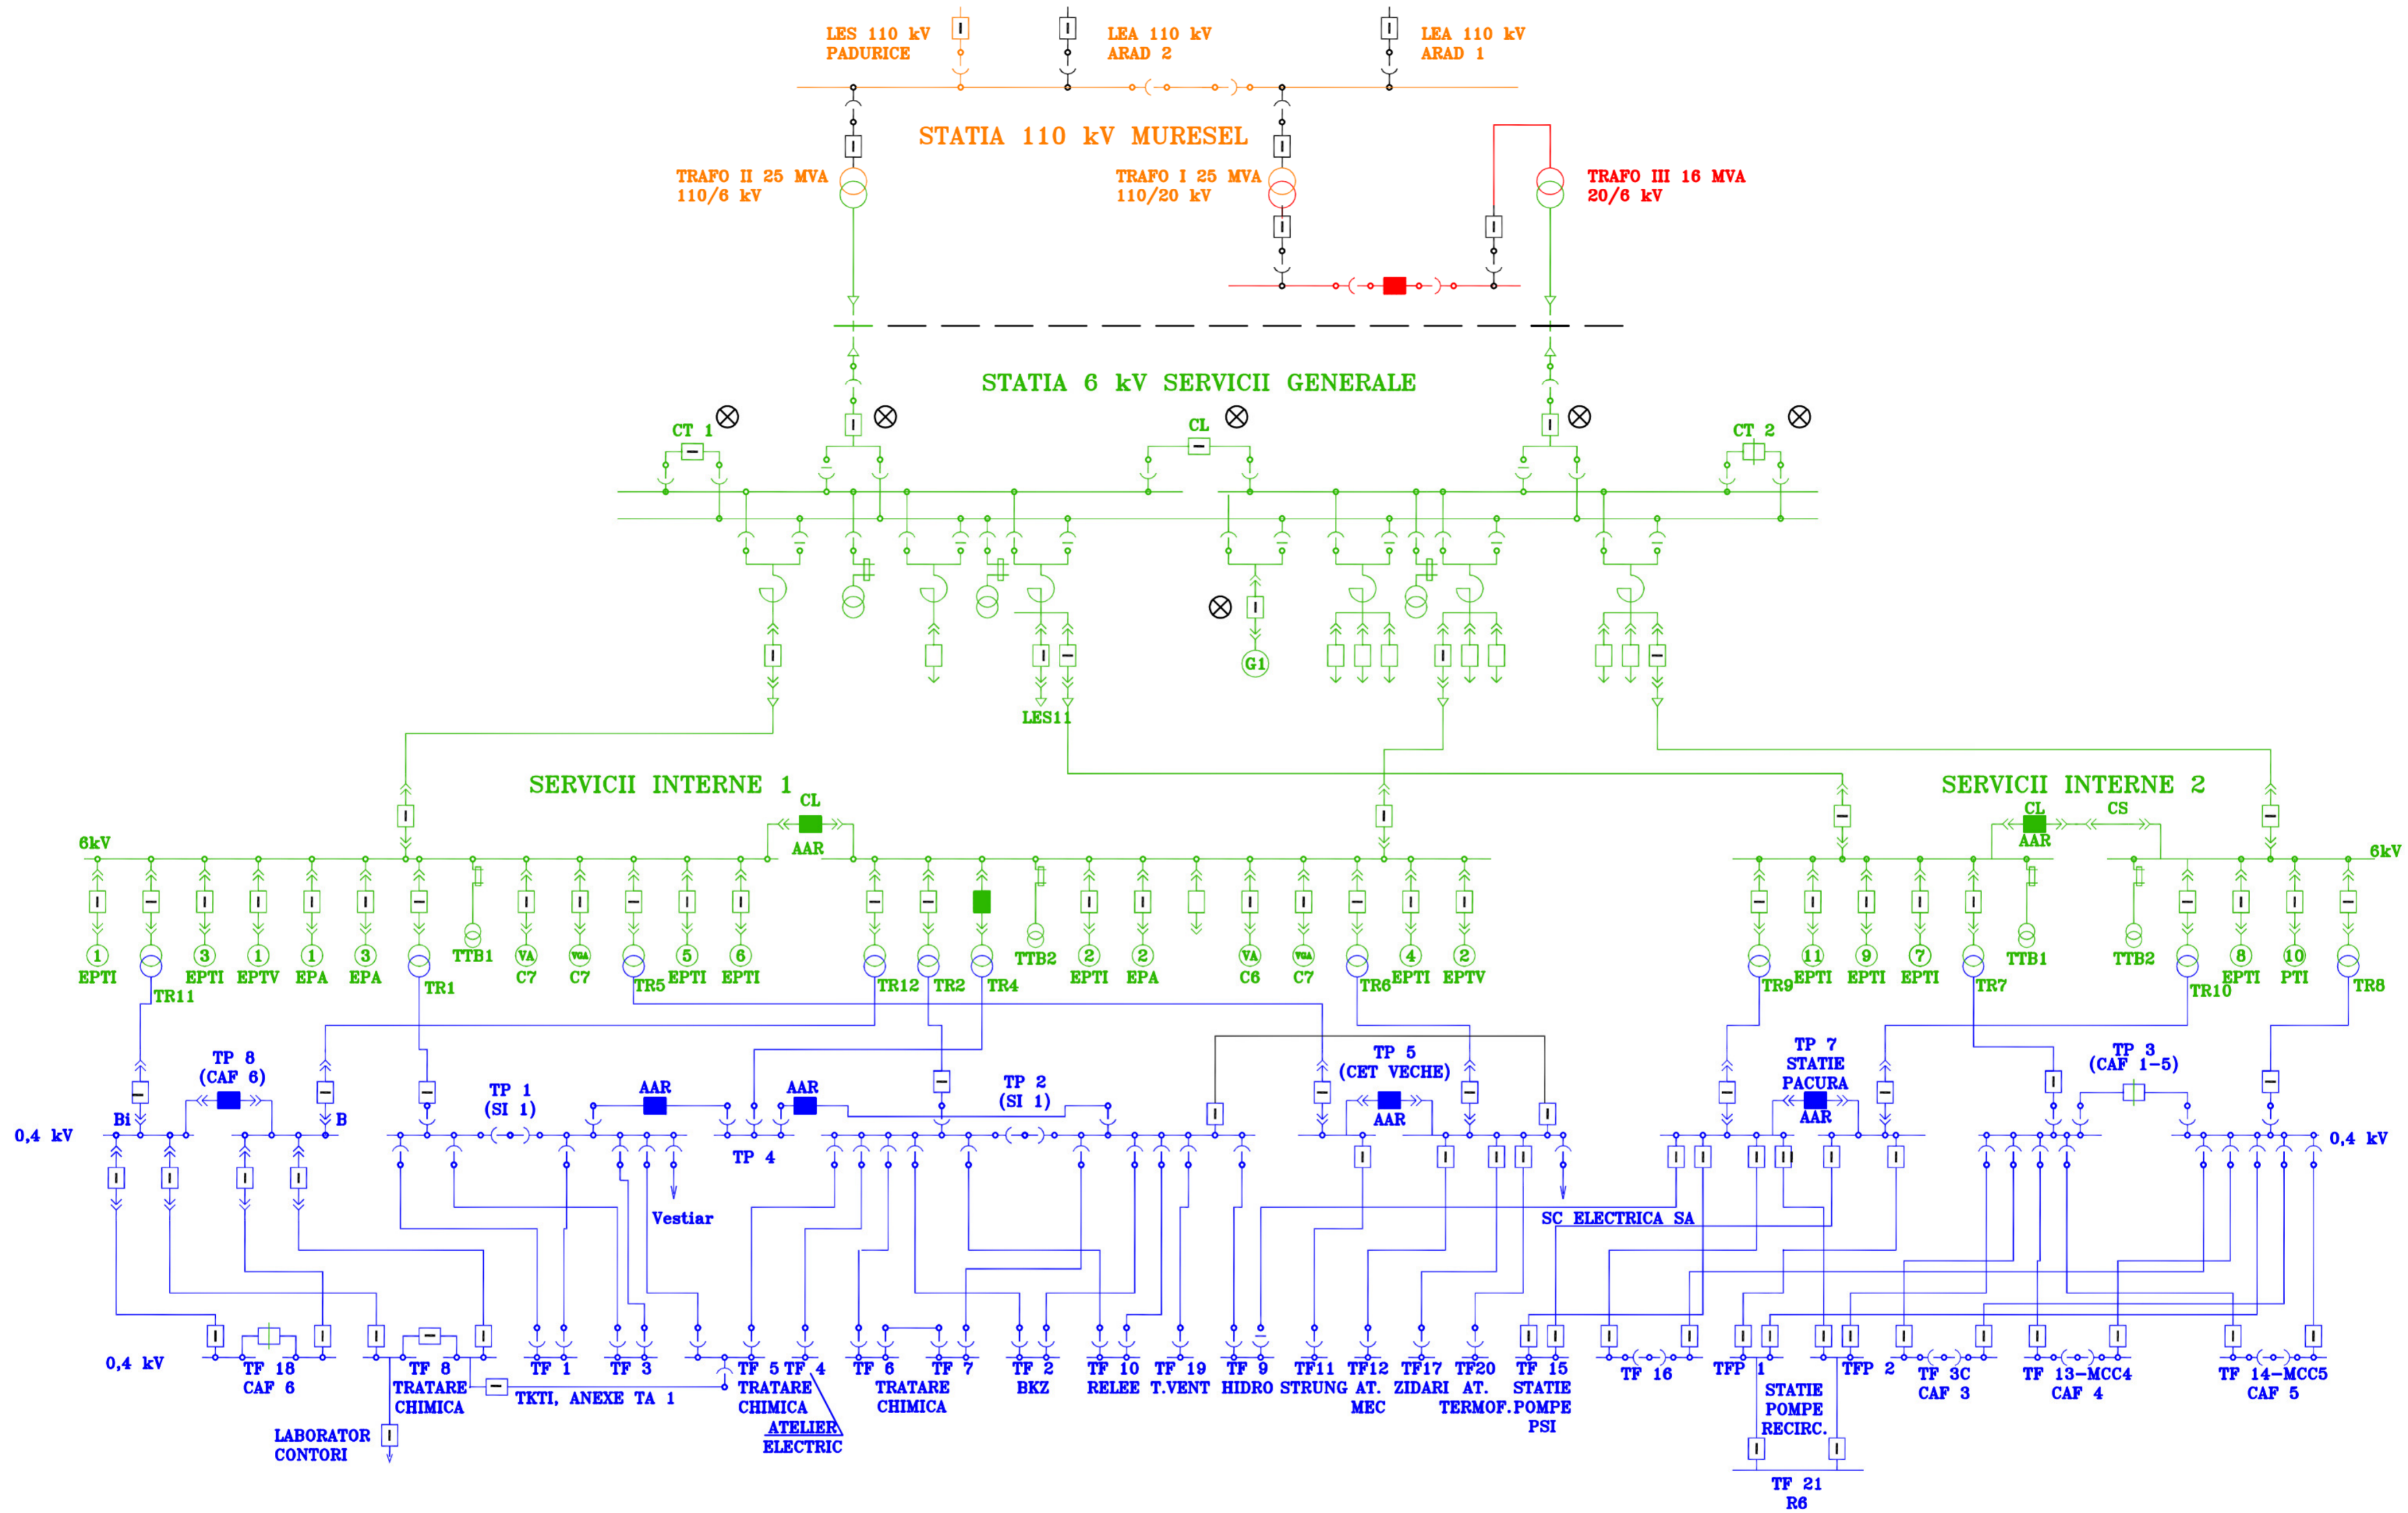 LES 110 kV
PADURICE
LEA 110 kV
ARAD 2
LEA 110 kV
ARAD 1
STATIA 110 kV MURESEL
TRAFO II 25 MVA
110/6 kV
TRAFO I 25 MVA
110/20 kV
TRAFO III 16 MVA
20/6 kV
STATIA 6 kV SERVICII GENERALE
CT 1
CL
CT 2
G1
LES11
SERVICII INTERNE 1
CL
AAR
SERVICII INTERNE 2
CL
CS
AAR
6kV
6kV
1
EPTI
TR11
3
EPTI
1
EPTV
1
EPA
3
EPA
TR1
TTB1
VA
C7
VGA
C7
TR5
5
EPTI
6
EPTI
TR12
TR2
TR4
TTB2
2
EPTI
2
EPA
VA
C6
VGA
C7
TR6
4
EPTI
2
EPTV
TR9
11
EPTI
9
EPTI
7
EPTI
TR7
TTB1
TTB2
TR10
8
EPTI
10
PTI
TR8
TP 8
(CAF 6)
Bi
B
0,4 kV
TP 1
(SI 1)
AAR
TP 4
AAR
TP 2
(SI 1)
TP 5
(CET VECHE)
AAR
TP 7
STATIE
PACURA
AAR
TP 3
(CAF 1-5)
0,4 kV
Vestiar
SC ELECTRICA SA
0,4 kV
TF 18
CAF 6
TF 8
TRATARE
CHIMICA
LABORATOR
CONTORI
TF 1
TF 3
TKTI, ANEXE TA 1
TF 5
TRATARE
CHIMICA
TF 4
ATELIER
ELECTRIC
TF 6
TF 7
TRATARE
CHIMICA
TF 2
BKZ
TF 10
RELEE
TF 19
T.VENT
TF 9
HIDRO
TF11
STRUNG
TF12
AT.
MEC
TF17
ZIDARI
TF20
AT.
TERMOF.
TF 15
STATIE
POMPE
PSI
TF 16
TFP 1
TFP 2
STATIE
POMPE
RECIRC.
TF 21
R6
TF 3C
CAF 3
TF 13-MCC4
CAF 4
TF 14-MCC5
CAF 5